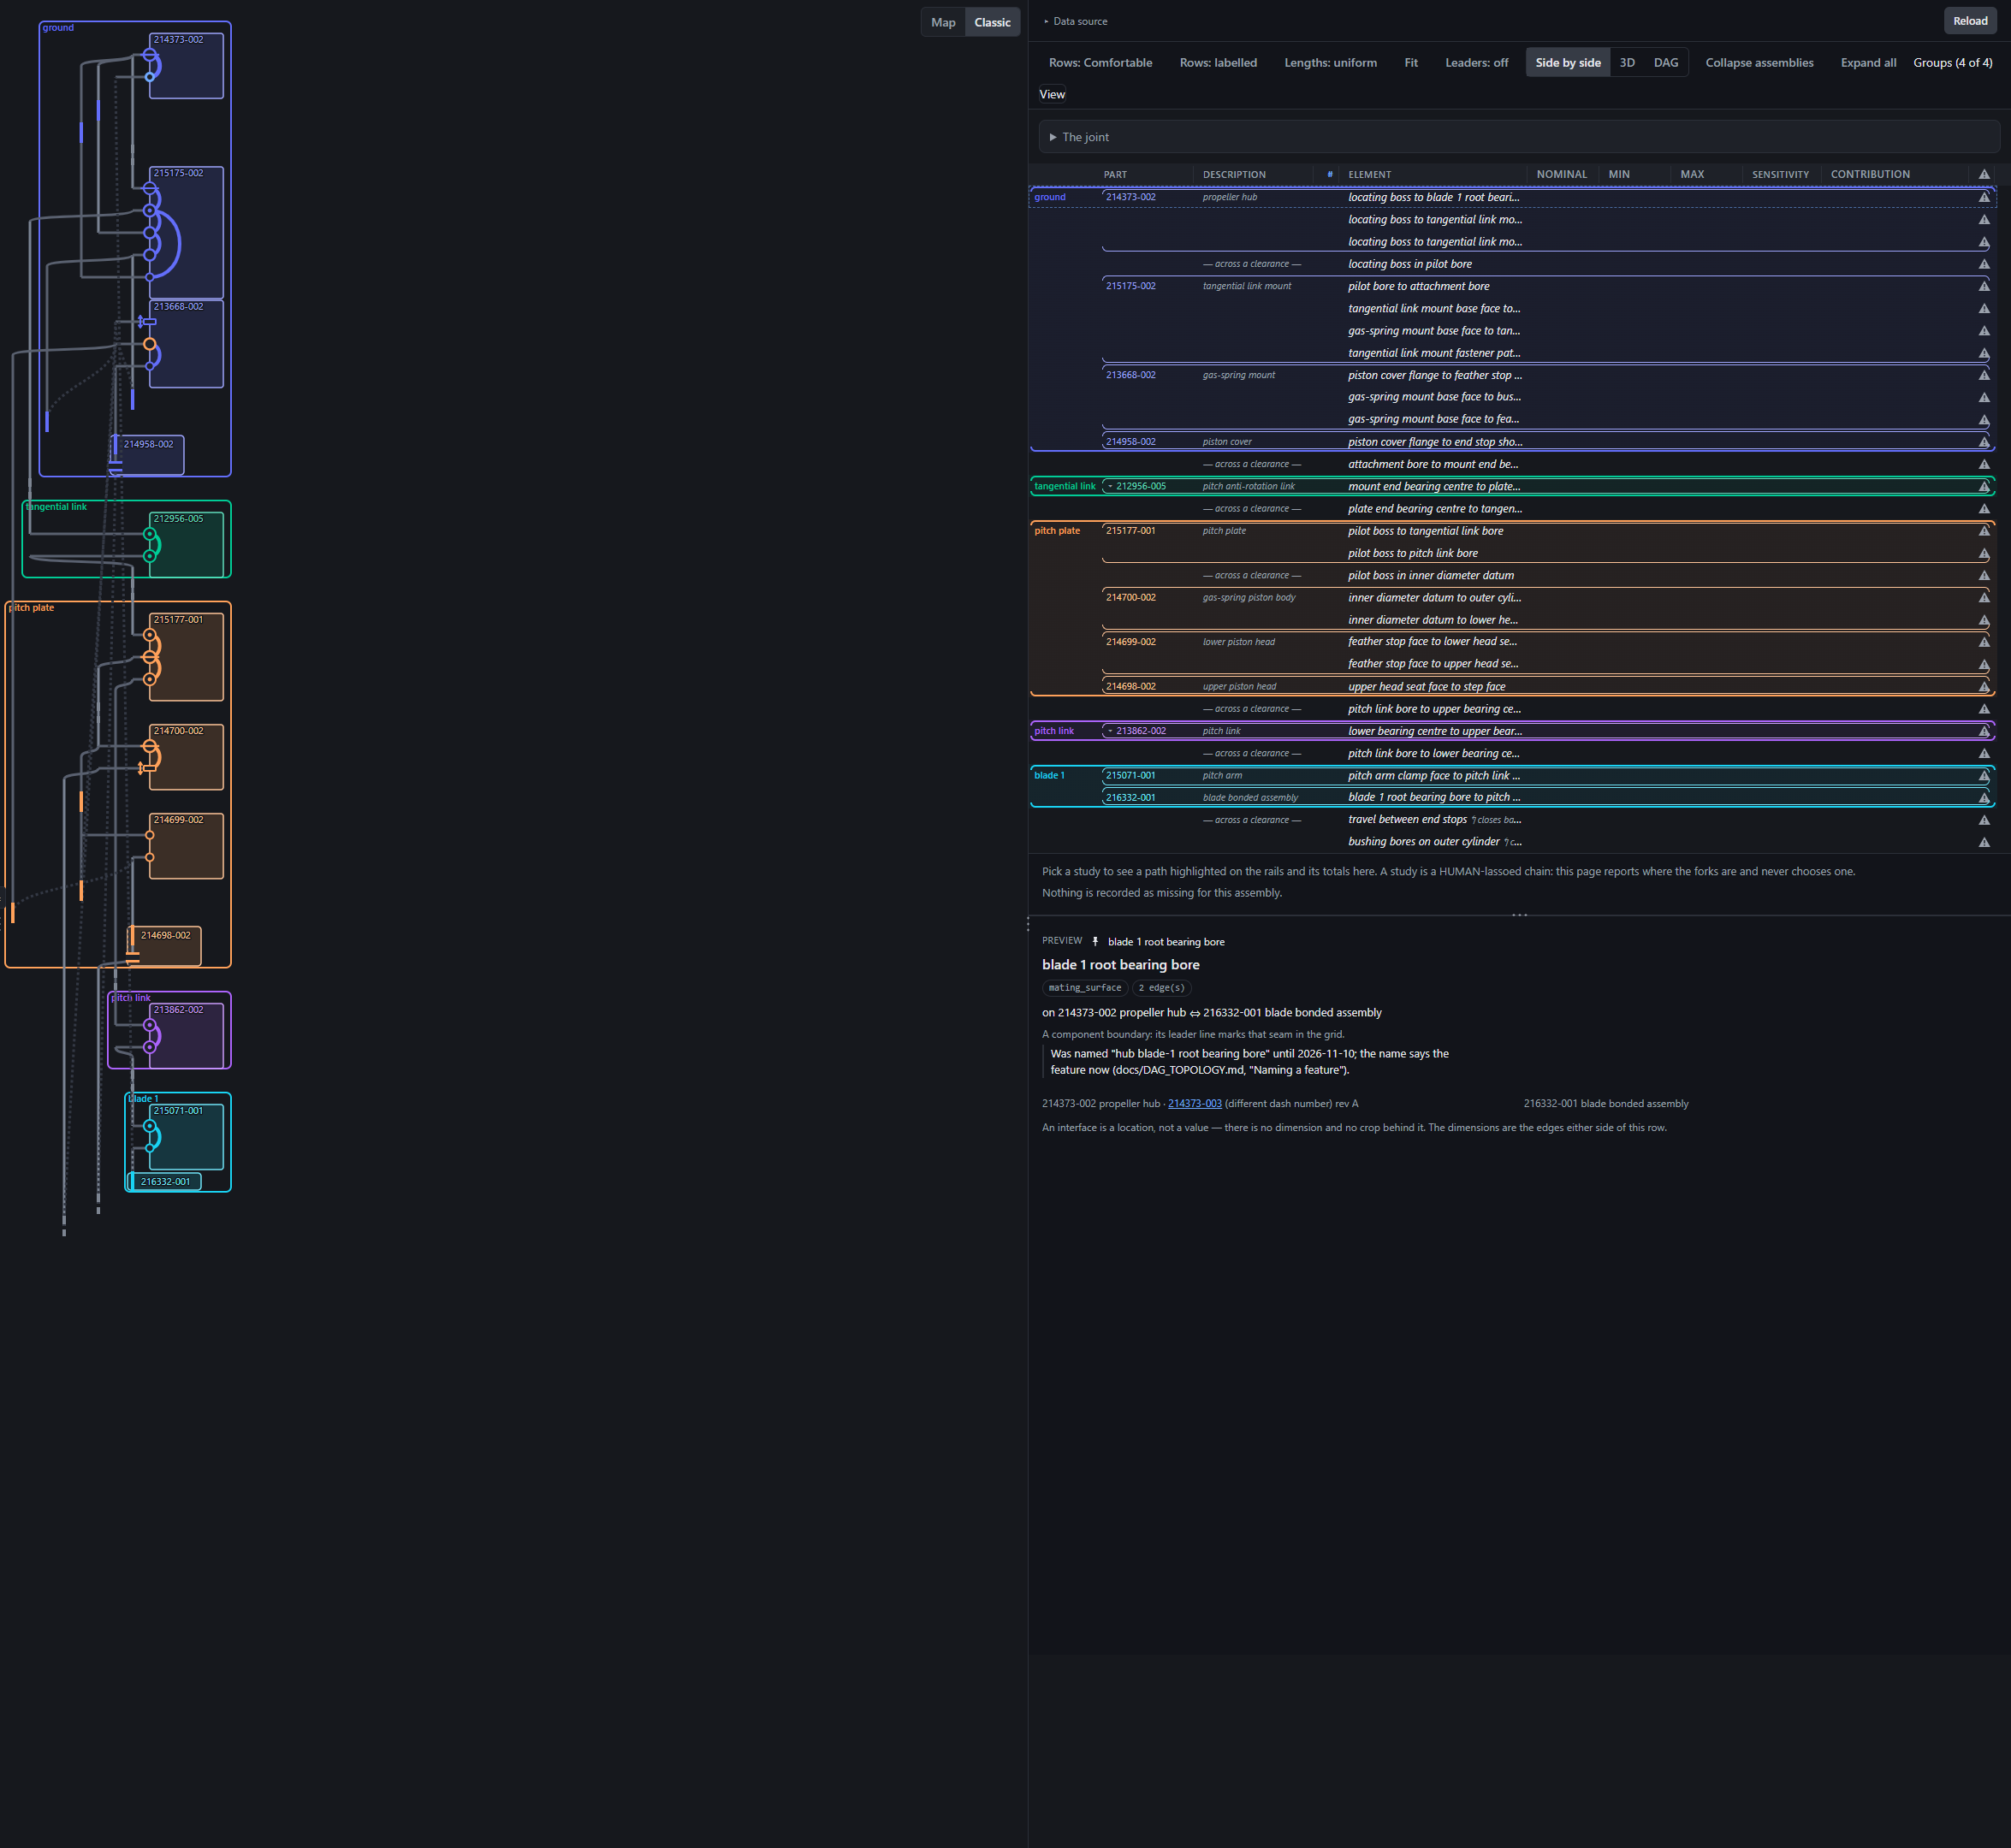 ground
214373-002
215175-002
213668-002
214958-002
tangential link
212956-005
pitch plate
215177-001
214700-002
214699-002
214698-002
pitch link
213862-002
blade 1
215071-001
216332-001
Map Classic
Data source Reload
Rows: Comfortable Rows: labelled Lengths: uniform Fit Leaders: off Side by side 3D DAG Collapse assemblies Expand all Groups (4 of 4)
View
The joint
PART DESCRIPTION # ELEMENT NOMINAL MIN MAX SENSITIVITY CONTRIBUTION
ground 214373-002 propeller hub locating boss to blade 1 root beari...
locating boss to tangential link mo...
locating boss to tangential link mo...
— across a clearance — locating boss in pilot bore
215175-002 tangential link mount pilot bore to attachment bore
tangential link mount base face to...
gas-spring mount base face to tan...
tangential link mount fastener pat...
213668-002 gas-spring mount piston cover flange to feather stop ...
gas-spring mount base face to bus...
gas-spring mount base face to fea...
214958-002 piston cover piston cover flange to end stop sho...
— across a clearance — attachment bore to mount end be...
tangential link 212956-005 pitch anti-rotation link mount end bearing centre to plate...
— across a clearance — plate end bearing centre to tangen...
pitch plate 215177-001 pitch plate pilot boss to tangential link bore
pilot boss to pitch link bore
— across a clearance — pilot boss in inner diameter datum
214700-002 gas-spring piston body inner diameter datum to outer cyli...
inner diameter datum to lower he...
214699-002 lower piston head feather stop face to lower head se...
feather stop face to upper head se...
214698-002 upper piston head upper head seat face to step face
— across a clearance — pitch link bore to upper bearing ce...
pitch link 213862-002 pitch link lower bearing centre to upper bear...
— across a clearance — pitch link bore to lower bearing ce...
blade 1 215071-001 pitch arm pitch arm clamp face to pitch link ...
216332-001 blade bonded assembly blade 1 root bearing bore to pitch ...
— across a clearance — travel between end stops closes ba...
bushing bores on outer cylinder c...
Pick a study to see a path highlighted on the rails and its totals here. A study is a HUMAN-lassoed chain: this page reports where the forks are and never chooses one.
Nothing is recorded as missing for this assembly.
PREVIEW blade 1 root bearing bore
blade 1 root bearing bore
mating_surface 2 edge(s)
on 214373-002 propeller hub ⇔ 216332-001 blade bonded assembly
A component boundary: its leader line marks that seam in the grid.
Was named "hub blade-1 root bearing bore" until 2026-11-10; the name says the
feature now (docs/DAG_TOPOLOGY.md, "Naming a feature").
214373-002 propeller hub · 214373-003 (different dash number) rev A 216332-001 blade bonded assembly
An interface is a location, not a value — there is no dimension and no crop behind it. The dimensions are the edges either side of this row.